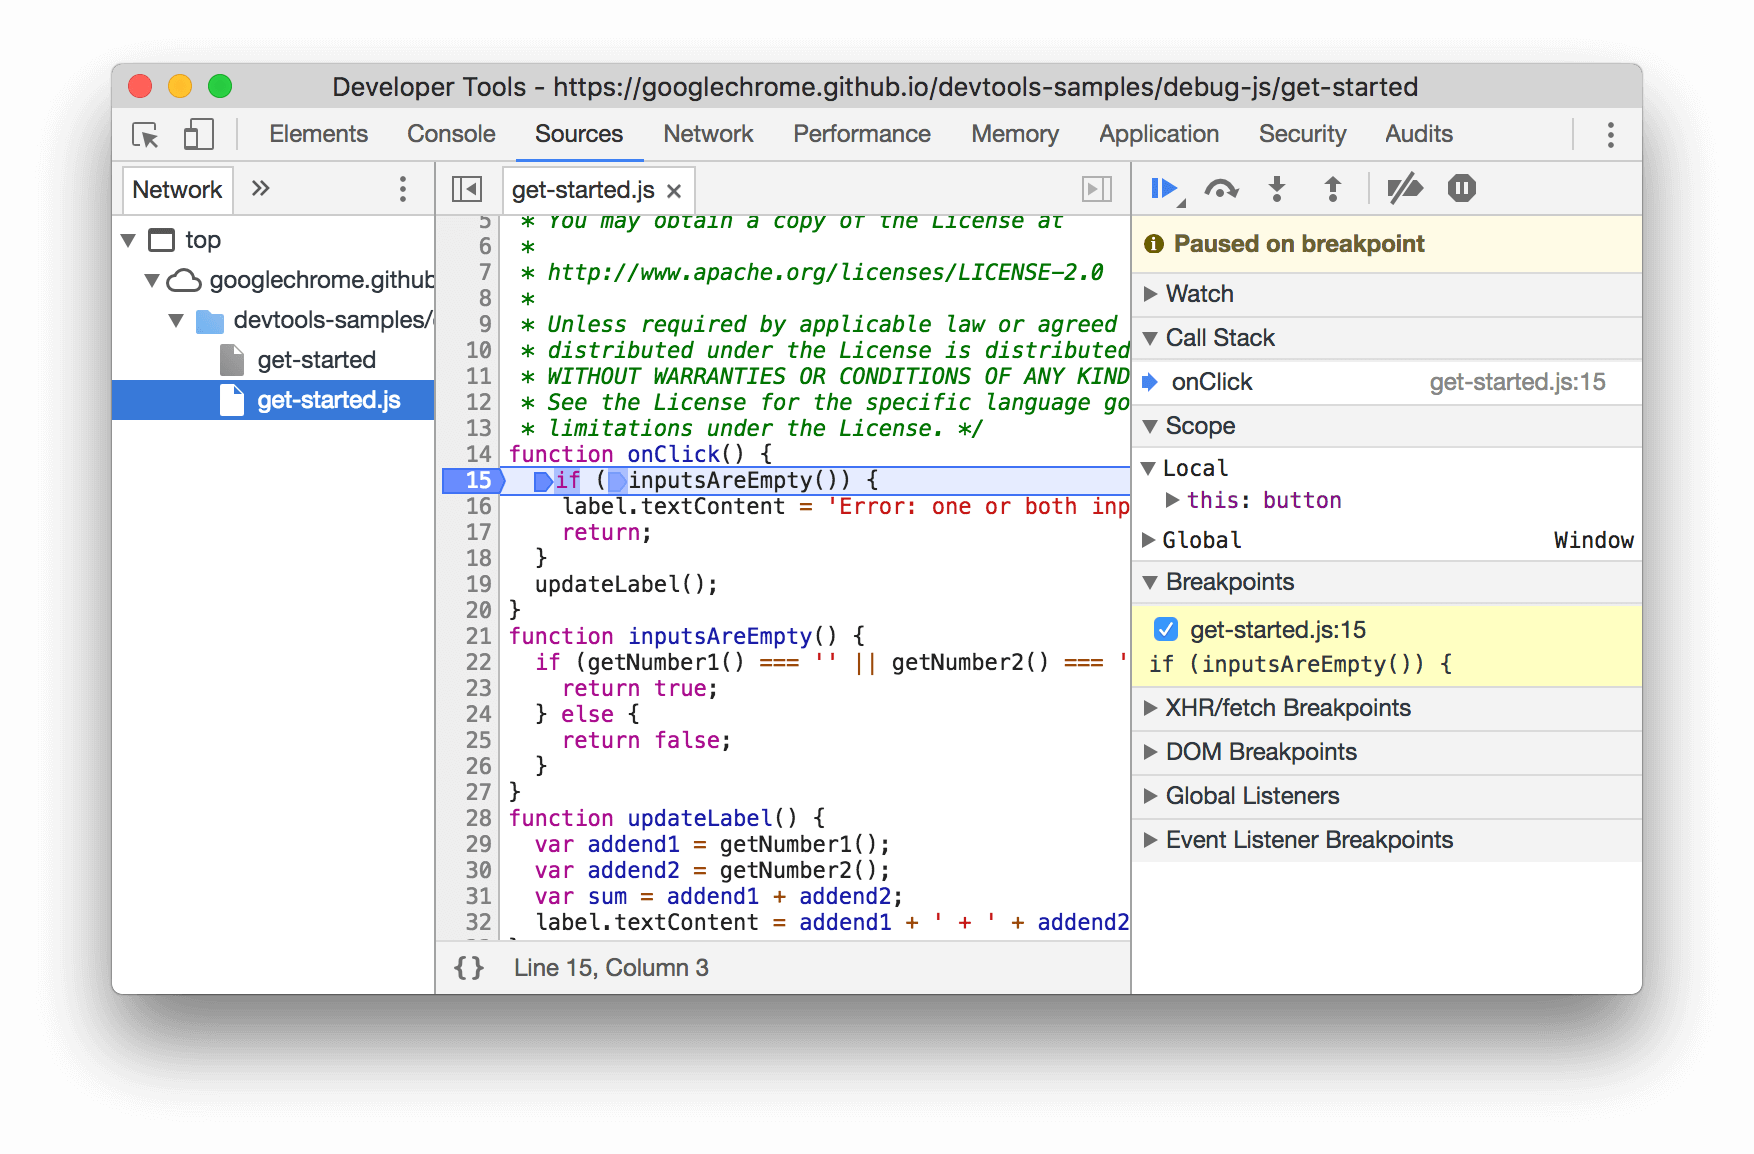 Developer Tools - https://googlechrome.github.io/devtools-samples/debug-js/get-started
Elements Console Sources Network Performance Memory Application Security Audits
Network
top
googlechrome.github
devtools-samples/
get-started
get-started.js
get-started.js
5 * You may obtain a copy of the License at
6 *
7 * http://www.apache.org/licenses/LICENSE-2.0
8 *
9 * Unless required by applicable law or agreed
10 * distributed under the License is distributed
11 * WITHOUT WARRANTIES OR CONDITIONS OF ANY KIND
12 * See the License for the specific language go
13 * limitations under the License. */
14 function onClick() {
15 if (inputsAreEmpty()) {
16 label.textContent = 'Error: one or both inp
17 return;
18 }
19 updateLabel();
20 }
21 function inputsAreEmpty() {
22 if (getNumber1() === '' || getNumber2() === '
23 return true;
24 } else {
25 return false;
26 }
27 }
28 function updateLabel() {
29 var addend1 = getNumber1();
30 var addend2 = getNumber2();
31 var sum = addend1 + addend2;
32 label.textContent = addend1 + ' + ' + addend2
{} Line 15, Column 3
Paused on breakpoint
Watch
Call Stack
onClick get-started.js:15
Scope
Local
this: button
Global Window
Breakpoints
get-started.js:15
if (inputsAreEmpty()) {
XHR/fetch Breakpoints
DOM Breakpoints
Global Listeners
Event Listener Breakpoints